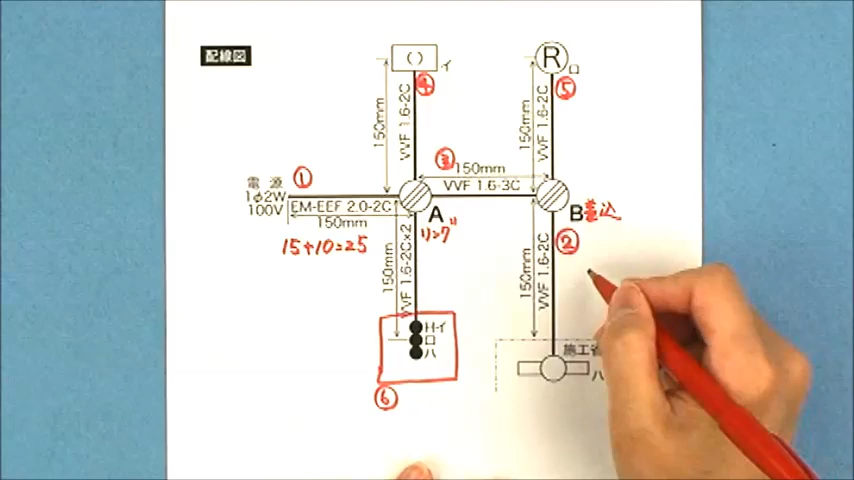 配線図
( )
イ
④
R
ロ
⑤
150mm
VVF 1.6-2C
150mm
VVF 1.6-2C
③
150mm
VVF 1.6-3C
①
電源
1φ2W
100V
EM-EEF 2.0-2C
150mm
15+10=25
A
リング
B差込
②
150mm
VVF 1.6-2C×2
150mm
VVF 1.6-2C
H-イ
ロ
ハ
⑥
施工省
ハ